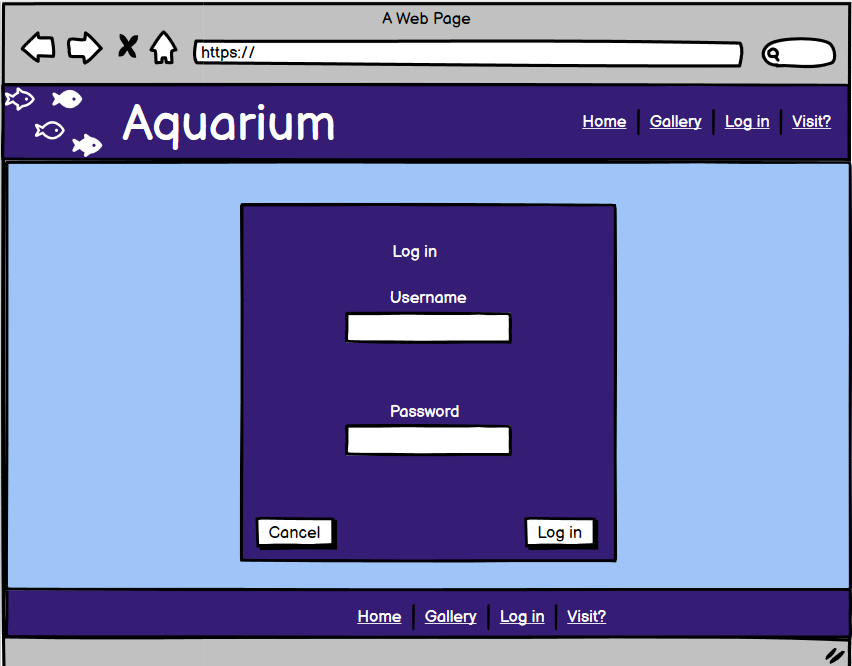 A Web Page
https://
Aquarium
Home Gallery Log in Visit?
Log in
Username
Password
Cancel Log in
Home Gallery Log in Visit?